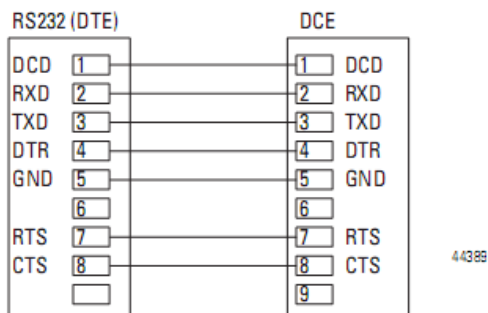 RS232 (DTE) DCE
DCD 1 1 DCD
RXD 2 2 RXD
TXD 3 3 TXD
DTR 4 4 DTR
GND 5 5 GND
6 6
RTS 7 7 RTS
CTS 8 8 CTS
9
44389